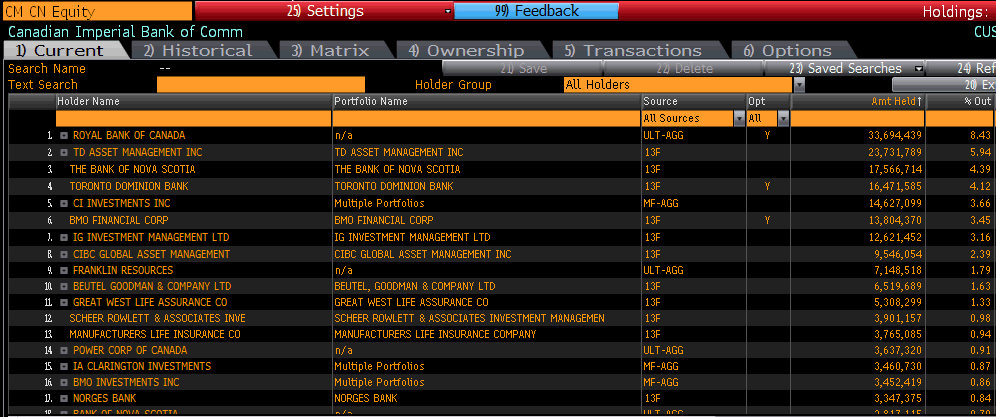 CM CN Equity 25) Settings 99) Feedback Holdings:
Canadian Imperial Bank of Comm CUS
1) Current 2) Historical 3) Matrix 4) Ownership 5) Transactions 6) Options
Search Name -- 21) Save 22) Delete 23) Saved Searches 24) Ref
Text Search Holder Group All Holders 20) Ex
Holder Name Portfolio Name Source Opt Amt Held↑ % Out
All Sources All
1. ROYAL BANK OF CANADA n/a ULT-AGG Y 33,694,439 8.43
2. TD ASSET MANAGEMENT INC TD ASSET MANAGEMENT INC 13F 23,731,789 5.94
3. THE BANK OF NOVA SCOTIA THE BANK OF NOVA SCOTIA 13F 17,566,714 4.39
4. TORONTO DOMINION BANK TORONTO DOMINION BANK 13F Y 16,471,585 4.12
5. CI INVESTMENTS INC Multiple Portfolios MF-AGG 14,627,099 3.66
6. BMO FINANCIAL CORP BMO FINANCIAL CORP 13F Y 13,804,370 3.45
7. IG INVESTMENT MANAGEMENT LTD IG INVESTMENT MANAGEMENT LTD 13F 12,621,452 3.16
8. CIBC GLOBAL ASSET MANAGEMENT CIBC GLOBAL ASSET MANAGEMENT INC 13F 9,546,054 2.39
9. FRANKLIN RESOURCES n/a ULT-AGG 7,148,518 1.79
10. BEUTEL GOODMAN & COMPANY LTD BEUTEL, GOODMAN & COMPANY LTD 13F 6,519,689 1.63
11. GREAT WEST LIFE ASSURANCE CO GREAT WEST LIFE ASSURANCE CO 13F 5,308,299 1.33
12. SCHEER ROWLETT & ASSOCIATES INVE SCHEER ROWLETT & ASSOCIATES INVESTMENT MANAGEMEN 13F 3,901,157 0.98
13. MANUFACTURERS LIFE INSURANCE CO MANUFACTURERS LIFE INSURANCE COMPANY 13F 3,765,085 0.94
14. POWER CORP OF CANADA n/a ULT-AGG 3,637,320 0.91
15. IA CLARINGTON INVESTMENTS Multiple Portfolios MF-AGG 3,460,730 0.87
16. BMO INVESTMENTS INC Multiple Portfolios MF-AGG 3,452,419 0.86
17. NORGES BANK NORGES BANK 13F 3,347,375 0.84
18. BANK OF NOVA SCOTIA n/a ULT-AGG